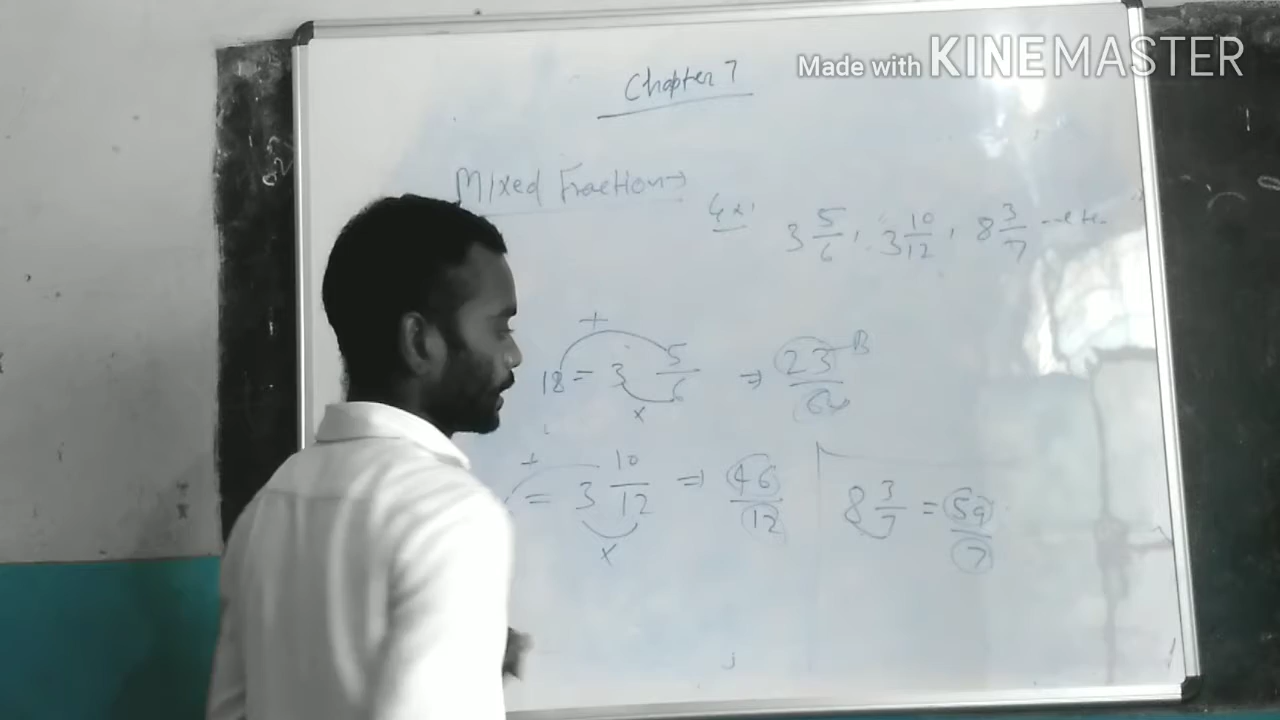 Made with KINEMASTER
Chapter 7
Mixed Fraction→
Ex: 3 5/6, 3 10/12, 8 3/7
+
18 = 3 5/6 ⇒ 23/6
x
+
= 3 10/12 ⇒ 46/12
x
8 3/7 = 59/7